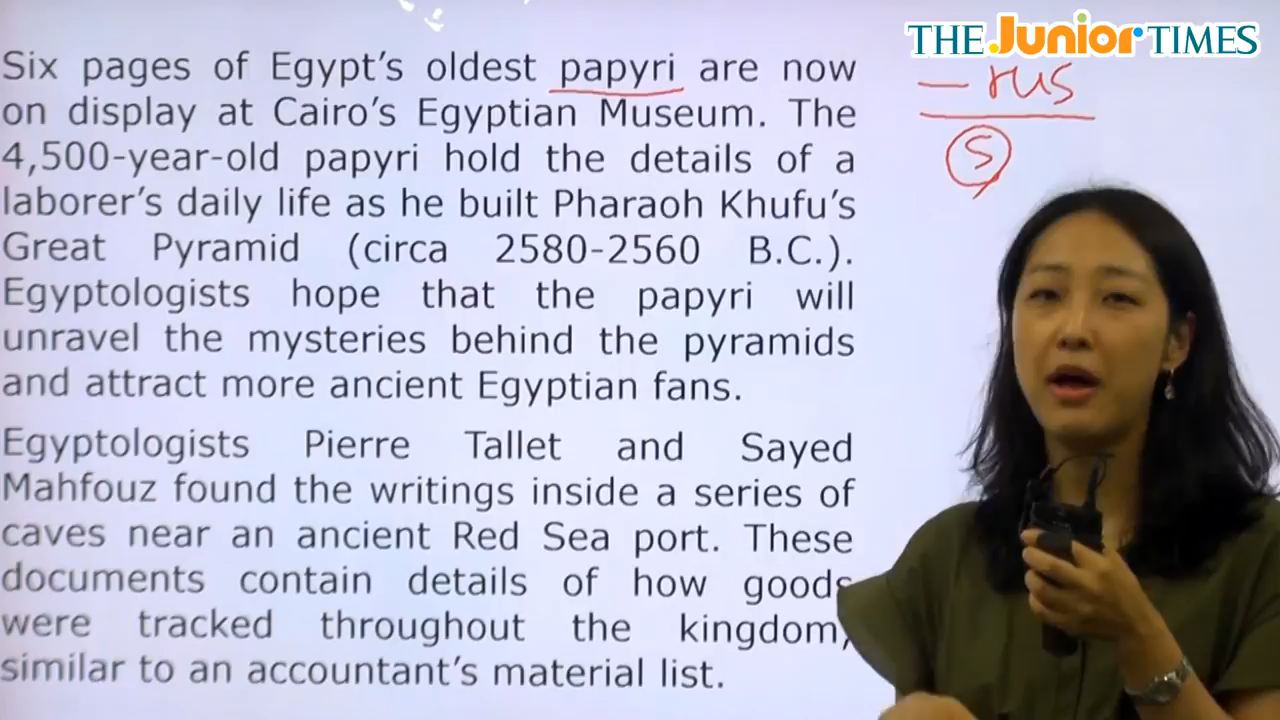 THE Junior TIMES
Six pages of Egypt's oldest papyri are now
on display at Cairo's Egyptian Museum. The
4,500-year-old papyri hold the details of a
laborer's daily life as he built Pharaoh Khufu's
Great Pyramid (circa 2580-2560 B.C.).
Egyptologists hope that the papyri will
unravel the mysteries behind the pyramids
and attract more ancient Egyptian fans.
Egyptologists Pierre Tallet and Sayed
Mahfouz found the writings inside a series of
caves near an ancient Red Sea port. These
documents contain details of how goods
were tracked throughout the kingdom,
similar to an accountant's material list.
— rus
S